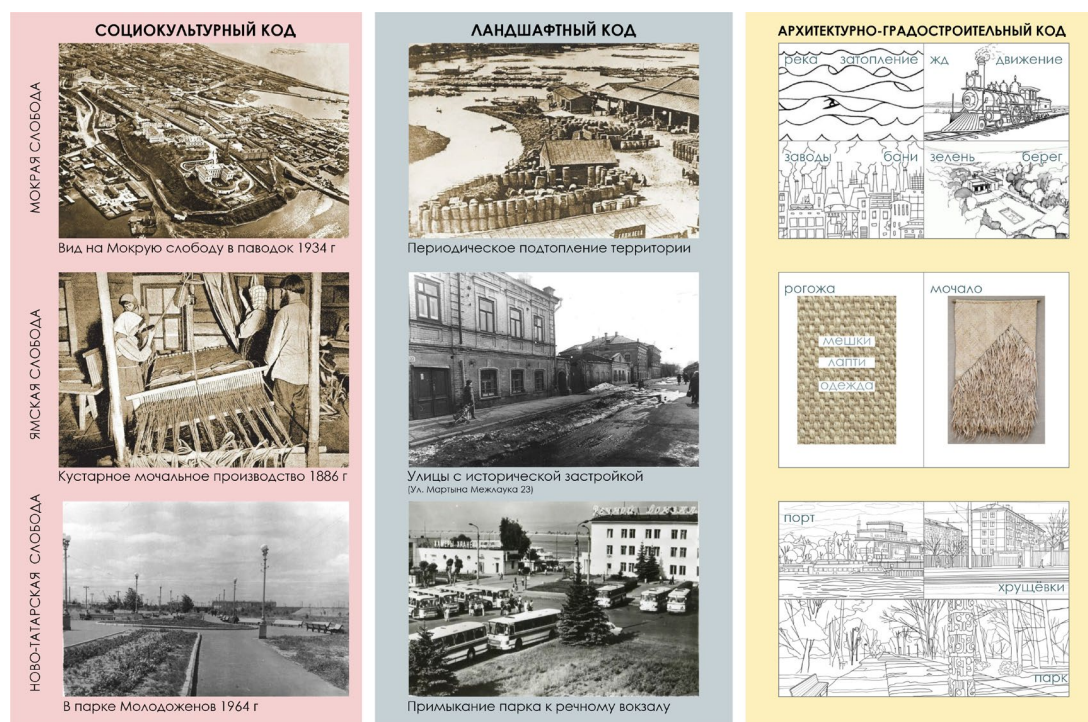 СОЦИОКУЛЬТУРНЫЙ КОД
МОКРАЯ СЛОБОДА
Вид на Мокрую слободу в паводок 1934 г
ЯМСКАЯ СЛОБОДА
Кустарное мочальное производство 1886 г
НОВО-ТАТАРСКАЯ СЛОБОДА
В парке Молодоженов 1964 г
ЛАНДШАФТНЫЙ КОД
Периодическое подтопление территории
Улицы с исторической застройкой
(Ул. Мартына Межлаука 23)
Примыкание парка к речному вокзалу
АРХИТЕКТУРНО-ГРАДОСТРОИТЕЛЬНЫЙ КОД
река затопление
жд движение
заводы бани
зелень берег
рогожа
мешки
лапти
одежда
мочало
порт
хрущёвки
парк